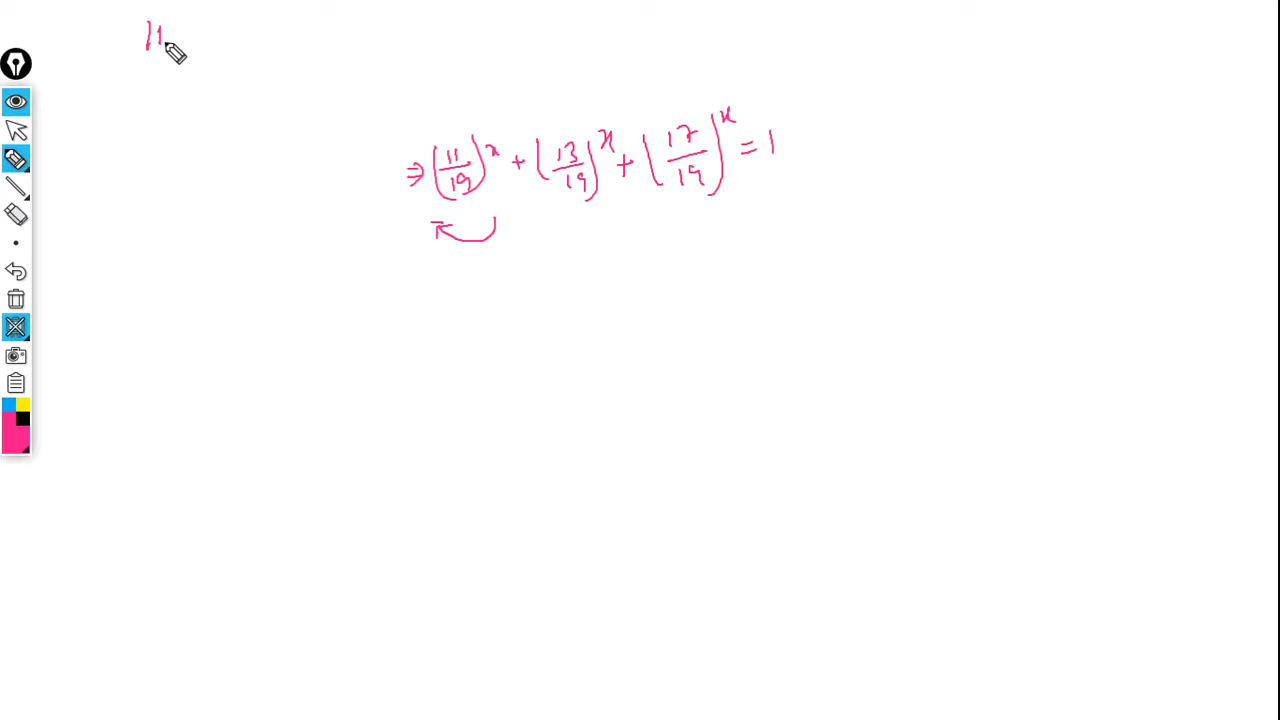 11
⇒ (11/19)^x + (13/19)^x + (17/19)^x = 1